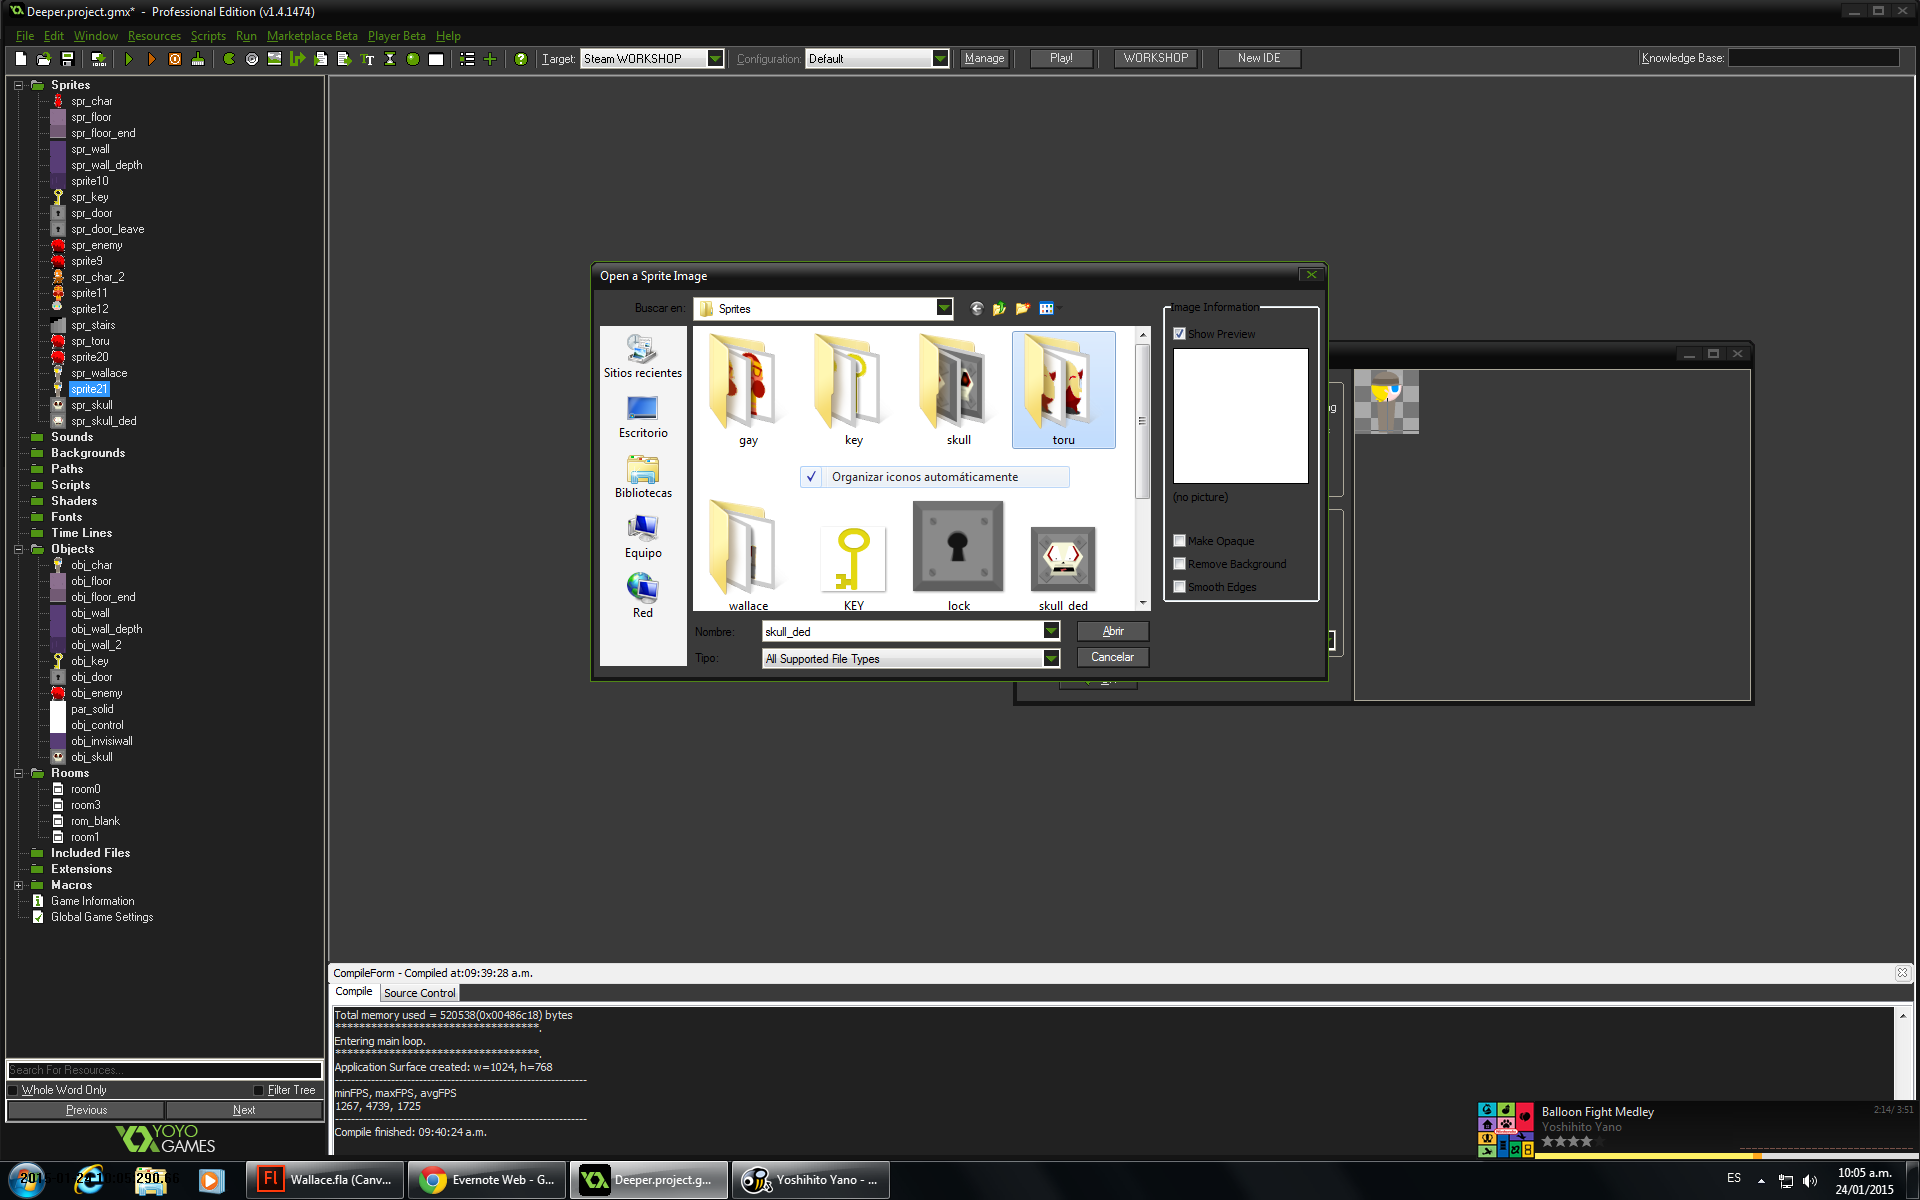 Deeper.project.gmx*  -  Professional Edition (v1.4.1474)
File Edit Window Resources Scripts Run Marketplace Beta Player Beta Help
Target: Steam WORKSHOP Configuration: Default Manage Play! WORKSHOP New IDE Knowledge Base:
Sprites
spr_char
spr_floor
spr_floor_end
spr_wall
spr_wall_depth
sprite10
spr_key
spr_door
spr_door_leave
spr_enemy
sprite9
spr_char_2
sprite11
sprite12
spr_stairs
spr_toru
sprite20
spr_wallace
sprite21
spr_skull
spr_skull_ded
Sounds
Backgrounds
Paths
Scripts
Shaders
Fonts
Time Lines
Objects
obj_char
obj_floor
obj_floor_end
obj_wall
obj_wall_depth
obj_wall_2
obj_key
obj_door
obj_enemy
par_solid
obj_control
obj_invisiwall
obj_skull
Rooms
room0
room3
rom_blank
room1
Included Files
Extensions
Macros
Game Information
Global Game Settings
Search For Resources...
Whole Word Only Filter Tree
Previous Next
YOYO
GAMES
Open a Sprite Image
Buscar en: Sprites
Sitios recientes
Escritorio
Bibliotecas
Equipo
Red
gay key skull toru
Organizar iconos automáticamente
wallace KEY lock skull_ded
Nombre: skull_ded Abrir
Tipo: All Supported File Types Cancelar
Image Information
Show Preview
(no picture)
Make Opaque
Remove Background
Smooth Edges
CompileForm - Compiled at:09:39:28 a.m.
Compile Source Control
Total memory used = 520538(0x00486c18) bytes
**********************************.
Entering main loop.
**********************************.
Application Surface created: w=1024, h=768
minFPS, maxFPS, avgFPS
1267, 4739, 1725
Compile finished: 09:40:24 a.m.
Balloon Fight Medley 2:14/ 3:51
Yoshihito Yano
Wallace.fla (Canv...
Evernote Web - G...
Deeper.project.g...
Yoshihito Yano - ...
ES
10:05 a.m.
24/01/2015